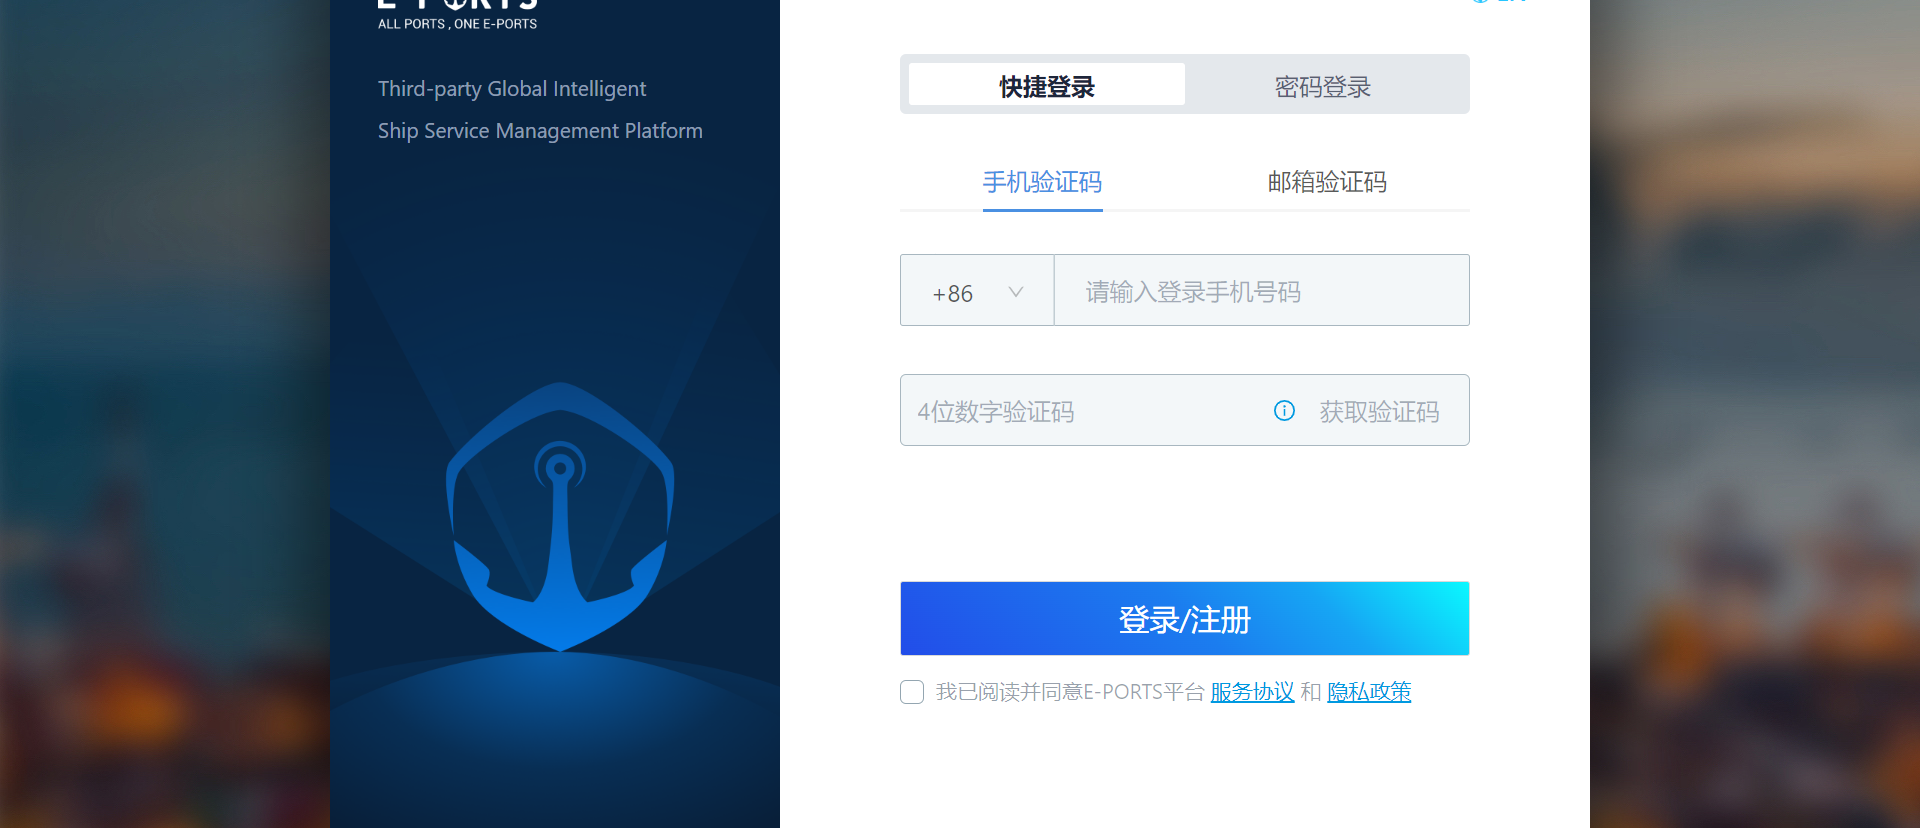 E-PORTS
ALL PORTS , ONE E-PORTS
Third-party Global Intelligent
Ship Service Management Platform
快捷登录
密码登录
手机验证码
邮箱验证码
+86
请输入登录手机号码
4位数字验证码
获取验证码
登录/注册
我已阅读并同意E-PORTS平台 服务协议 和 隐私政策